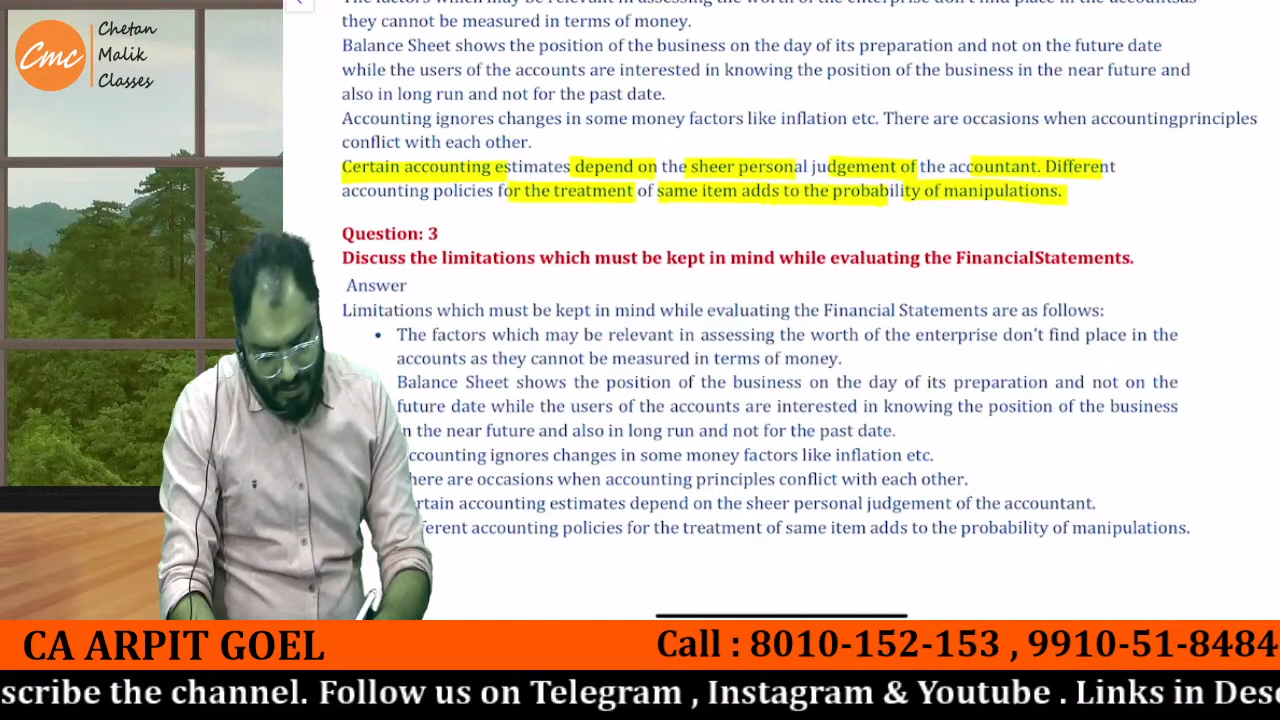 Cmc
Chetan
Malik
Classes
they cannot be measured in terms of money.
Balance Sheet shows the position of the business on the day of its preparation and not on the future date
while the users of the accounts are interested in knowing the position of the business in the near future and
also in long run and not for the past date.
Accounting ignores changes in some money factors like inflation etc. There are occasions when accountingprinciples
conflict with each other.
Certain accounting estimates depend on the sheer personal judgement of the accountant. Different
accounting policies for the treatment of same item adds to the probability of manipulations.
Question: 3
Discuss the limitations which must be kept in mind while evaluating the FinancialStatements.
Answer
Limitations which must be kept in mind while evaluating the Financial Statements are as follows:
• The factors which may be relevant in assessing the worth of the enterprise don't find place in the
accounts as they cannot be measured in terms of money.
Balance Sheet shows the position of the business on the day of its preparation and not on the
future date while the users of the accounts are interested in knowing the position of the business
n the near future and also in long run and not for the past date.
ccounting ignores changes in some money factors like inflation etc.
here are occasions when accounting principles conflict with each other.
rtain accounting estimates depend on the sheer personal judgement of the accountant.
ferent accounting policies for the treatment of same item adds to the probability of manipulations.
CA ARPIT GOEL
Call : 8010-152-153 , 9910-51-8484
scribe the channel. Follow us on Telegram , Instagram & Youtube . Links in Desc